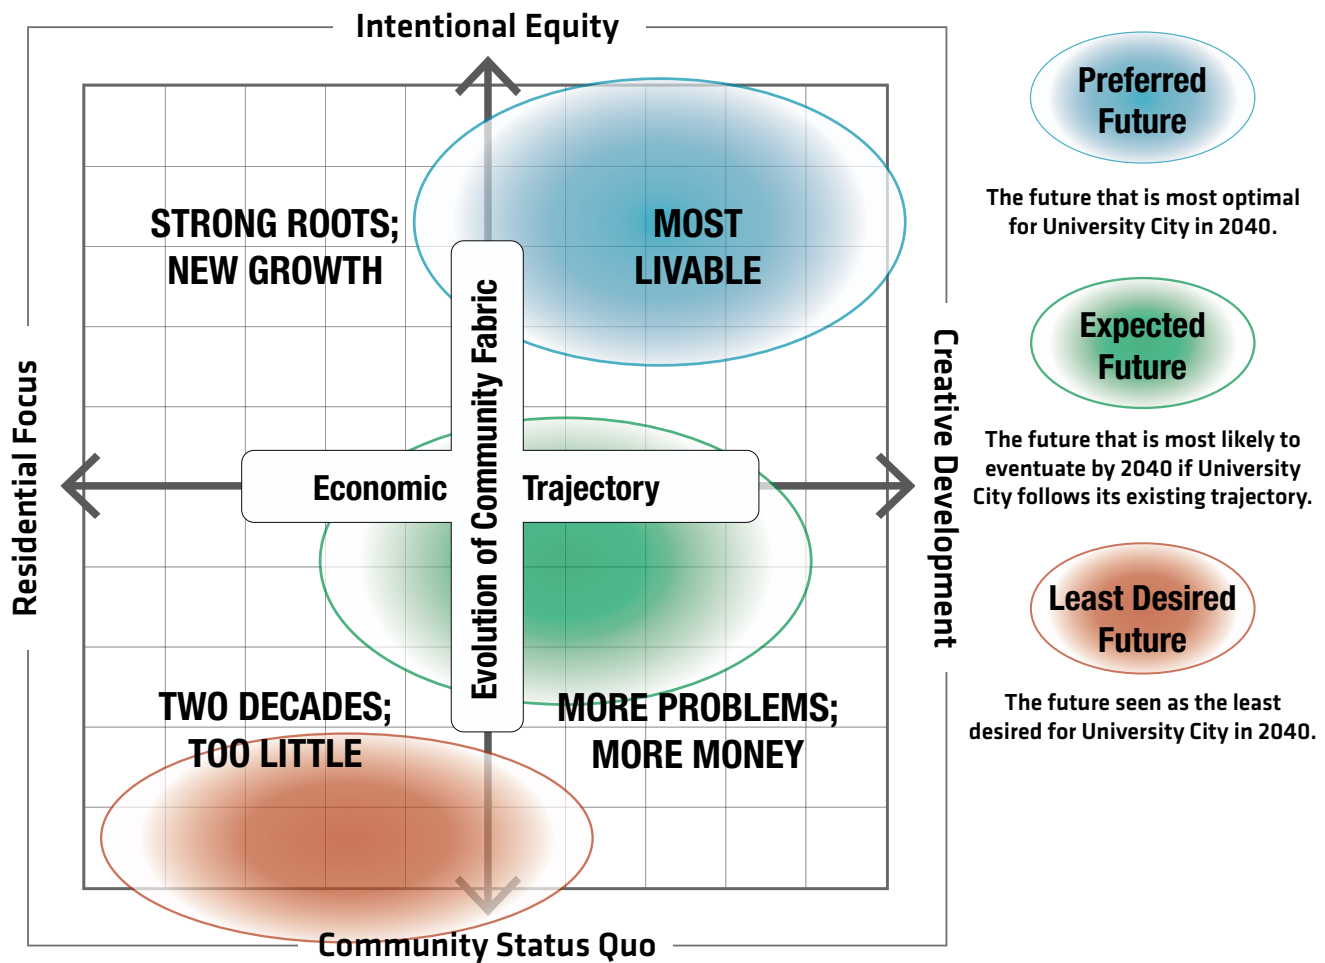 Intentional Equity
STRONG ROOTS;
NEW GROWTH
MOST
LIVABLE
Evolution of Community Fabric
Economic Trajectory
Residential Focus
Creative Development
TWO DECADES;
TOO LITTLE
MORE PROBLEMS;
MORE MONEY
Community Status Quo
Preferred
Future
The future that is most optimal
for University City in 2040.
Expected
Future
The future that is most likely to
eventuate by 2040 if University
City follows its existing trajectory.
Least Desired
Future
The future seen as the least
desired for University City in 2040.